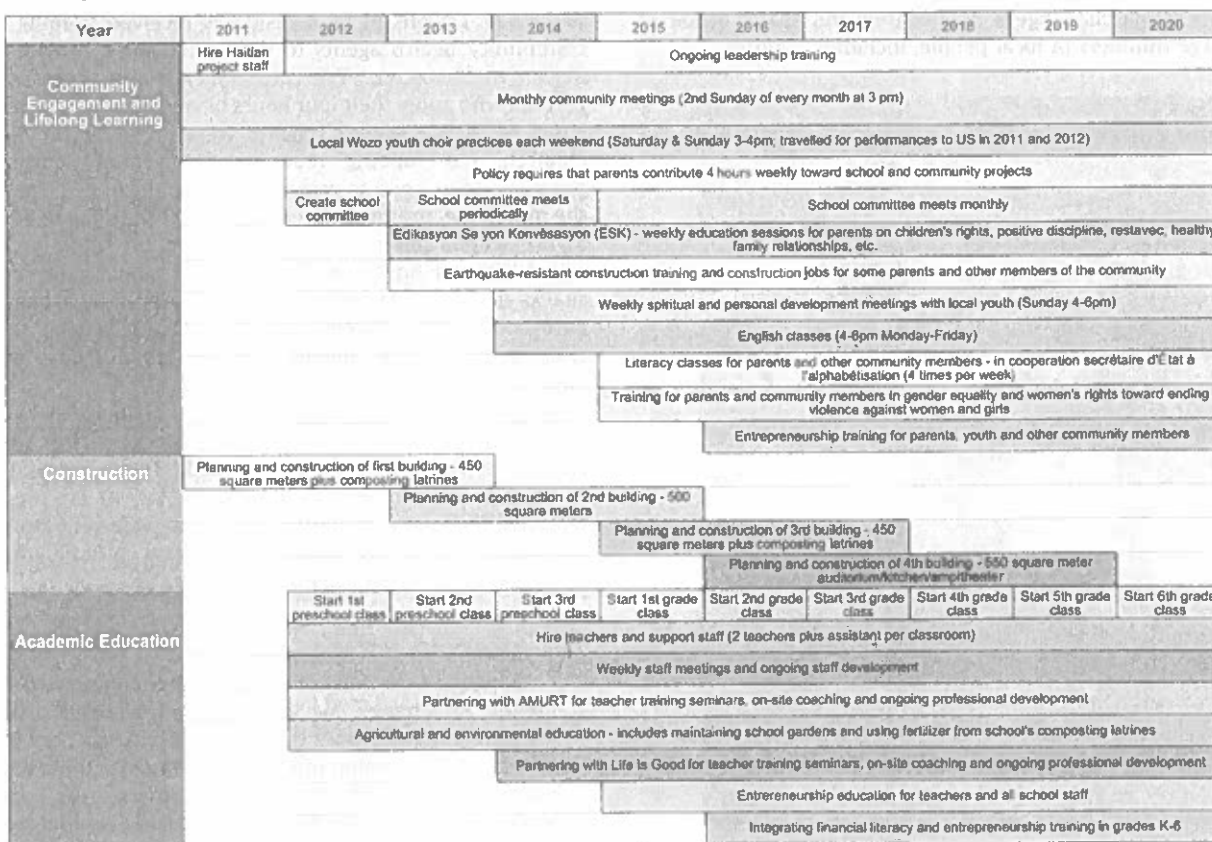 Year 2011 2012 2013 2014 2015 2016 2017 2018 2019 2020
Community
Engagement and
Lifelong Learning
Hire Haitian
project staff
Ongoing leadership training
Monthly community meetings (2nd Sunday of every month at 3 pm)
Local Wozo youth choir practices each weekend (Saturday & Sunday 3-4pm; travelled for performances to US in 2011 and 2012)
Policy requires that parents contribute 4 hours weekly toward school and community projects
Create school
committee
School committee meets
periodically
School committee meets monthly
Edikasyon Se yon Konvèsasyon (ESK) - weekly education sessions for parents on children's rights, positive discipline, restavec, healthy
family relationships, etc.
Earthquake-resistant construction training and construction jobs for some parents and other members of the community
Weekly spiritual and personal development meetings with local youth (Sunday 4-6pm)
English classes (4-6pm Monday-Friday)
Literacy classes for parents and other community members - in cooperation secrétaire d'État à
l'alphabétisation (4 times per week)
Training for parents and community members in gender equality and women's rights toward ending
violence against women and girls
Entrepreneurship training for parents, youth and other community members
Construction
Planning and construction of first building - 450
square meters plus composting latrines
Planning and construction of 2nd building - 500
square meters
Planning and construction of 3rd building - 450
square meters plus composting latrines
Planning and construction of 4th building - 550 square meter
auditorium/kitchen/ampitheater
Academic Education
Start 1st
preschool class
Start 2nd
preschool class
Start 3rd
preschool class
Start 1st grade
class
Start 2nd grade
class
Start 3rd grade
class
Start 4th grade
class
Start 5th grade
class
Start 6th grade
class
Hire teachers and support staff (2 teachers plus assistant per classroom)
Weekly staff meetings and ongoing staff development
Partnering with AMURT for teacher training seminars, on-site coaching and ongoing professional development
Agricultural and environmental education - includes maintaining school gardens and using fertilizer from school's composting latrines
Partnering with Life is Good for teacher training seminars, on-site coaching and ongoing professional development
Entrereneurship education for teachers and all school staff
Integrating financial literacy and entrepreneurship training in grades K-6